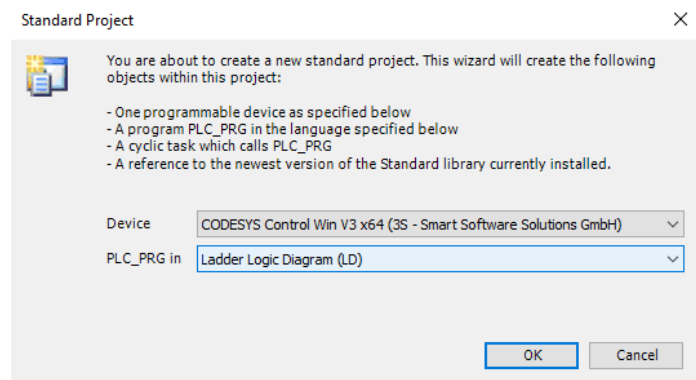 Standard Project
You are about to create a new standard project. This wizard will create the following
objects within this project:
- One programmable device as specified below
- A program PLC_PRG in the language specified below
- A cyclic task which calls PLC_PRG
- A reference to the newest version of the Standard library currently installed.
Device CODESYS Control Win V3 x64 (3S - Smart Software Solutions GmbH)
PLC_PRG in Ladder Logic Diagram (LD)
OK Cancel